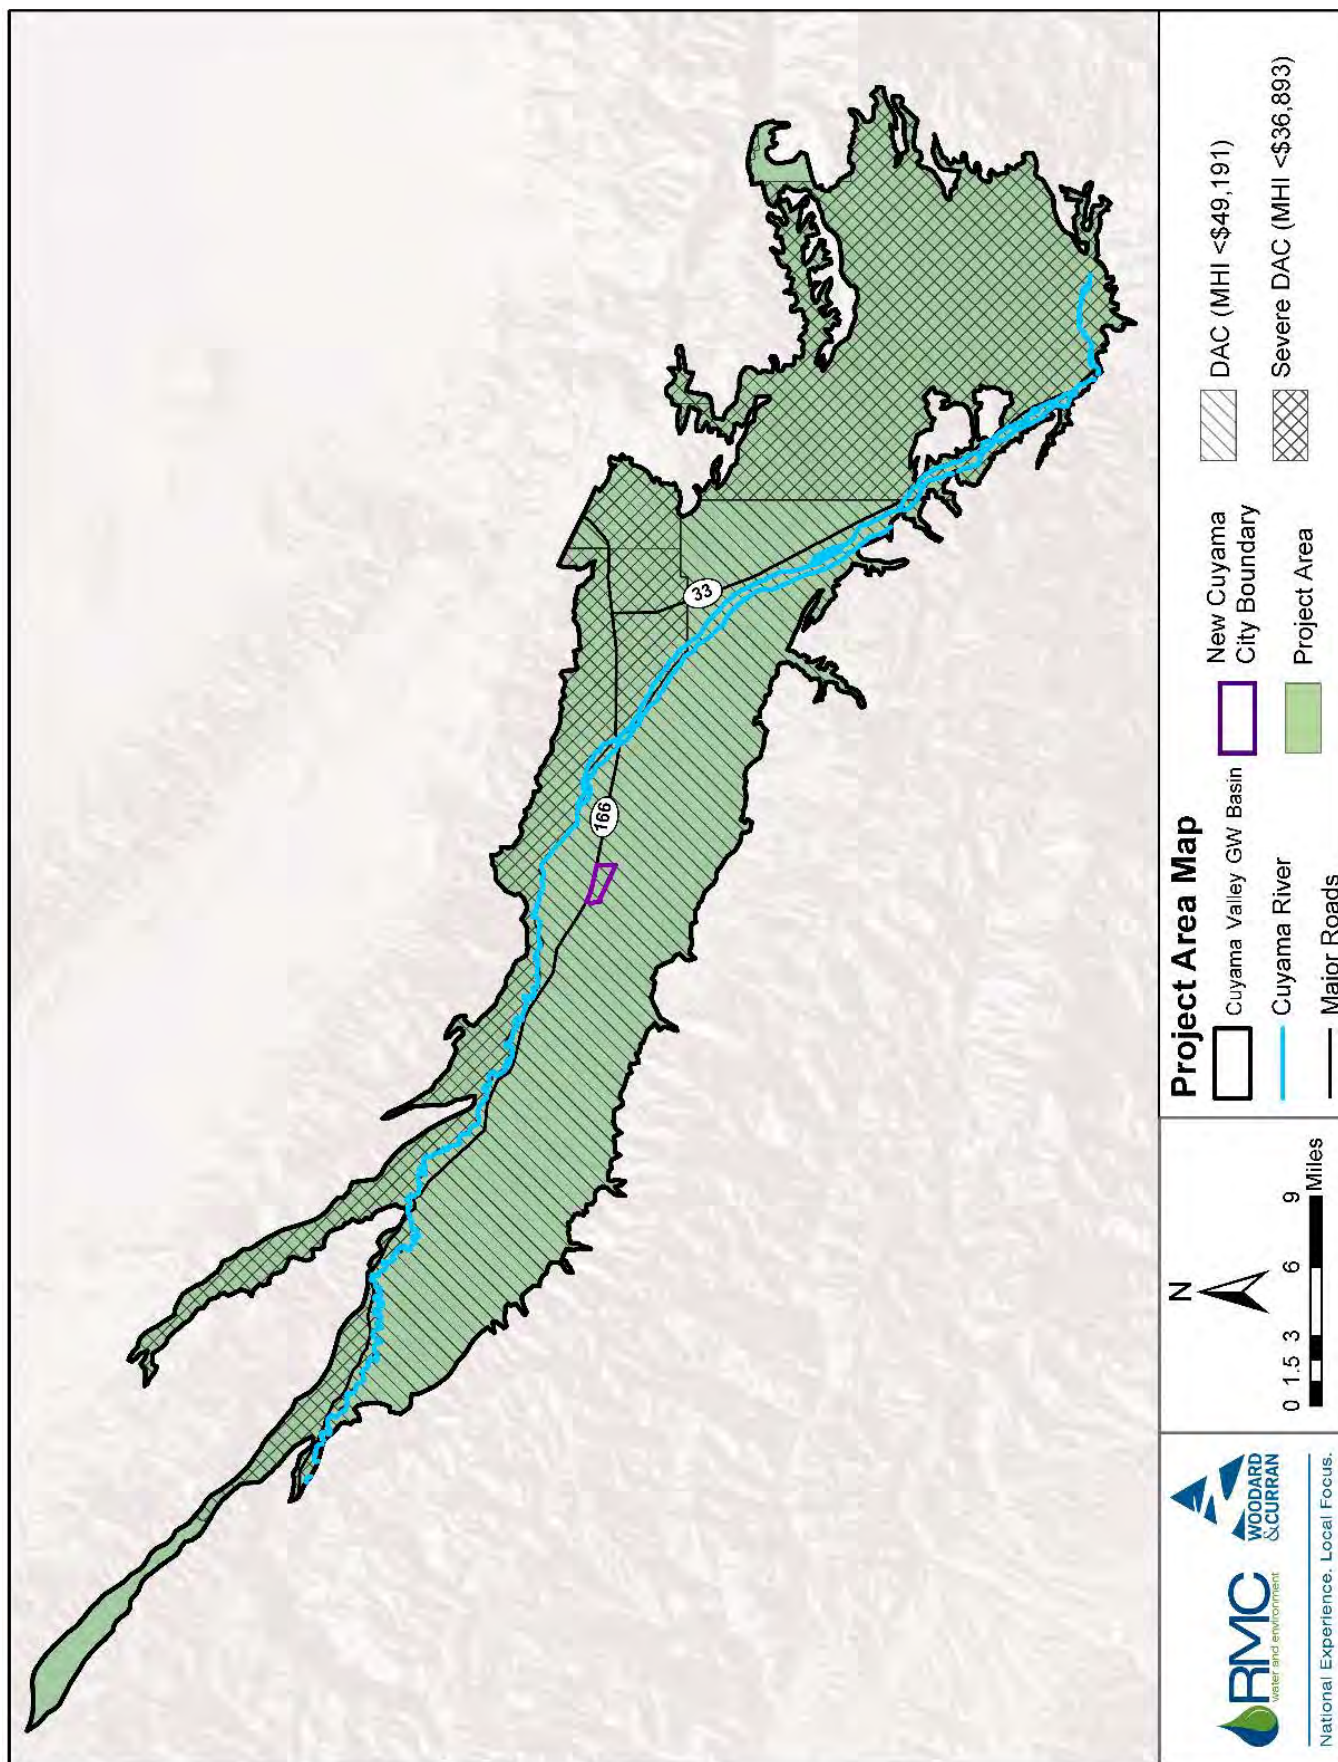 33
166
RMC
water and environment
WOODARD
&CURRAN
National Experience. Local Focus.
N
0 1.5 3 6 9
Miles
Project Area Map
Cuyama Valley GW Basin
Cuyama River
Major Roads
New Cuyama
City Boundary
Project Area
DAC (MHI <$49,191)
Severe DAC (MHI <$36,893)